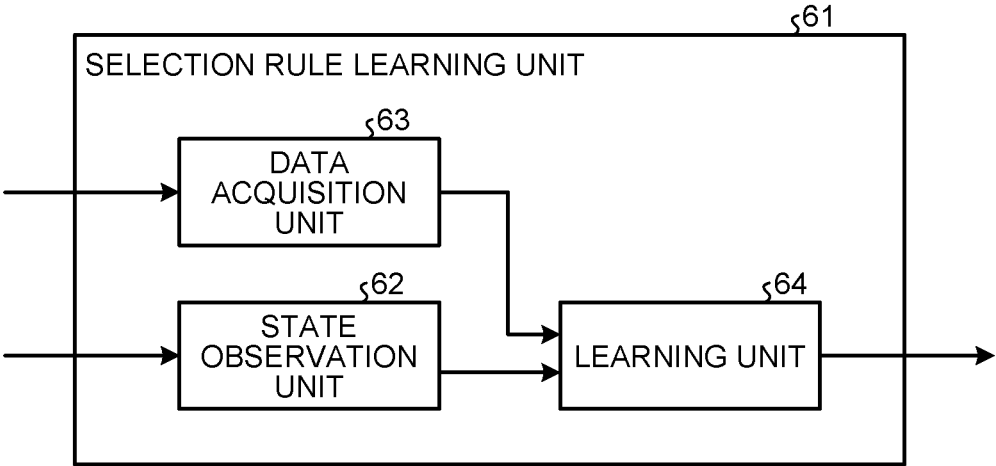 61
SELECTION RULE LEARNING UNIT
63
DATA
ACQUISITION
UNIT
62
STATE
OBSERVATION
UNIT
64
LEARNING UNIT